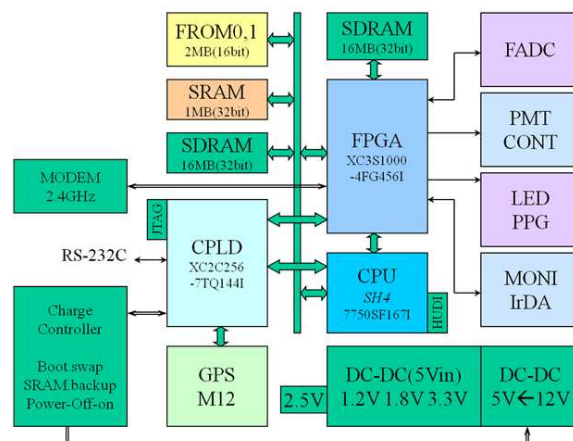 FROM0,1
2MB(16bit)
SDRAM
16MB(32bit)
FADC
SRAM
1MB(32bit)
FPGA
XC3S1000
-4FG456I
PMT
CONT
SDRAM
16MB(32bit)
MODEM
2.4GHz
LED
PPG
JTAG
CPLD
XC2C256
-7TQ144I
RS-232C
CPU
SH4
7750SF167I
HUDI
MONI
IrDA
Charge
Controller
Boot.swap
SRAM.backup
Power-Off-on
GPS
M12
2.5V
DC-DC(5Vin)
1.2V 1.8V 3.3V
DC-DC
5V←12V